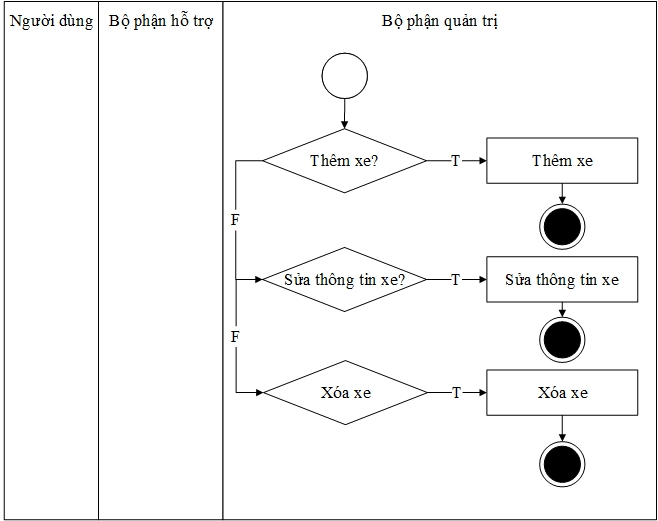 Người dùng
Bộ phận hỗ trợ
Bộ phận quản trị
Thêm xe?
T
Thêm xe
F
Sửa thông tin xe?
T
Sửa thông tin xe
F
Xóa xe
T
Xóa xe